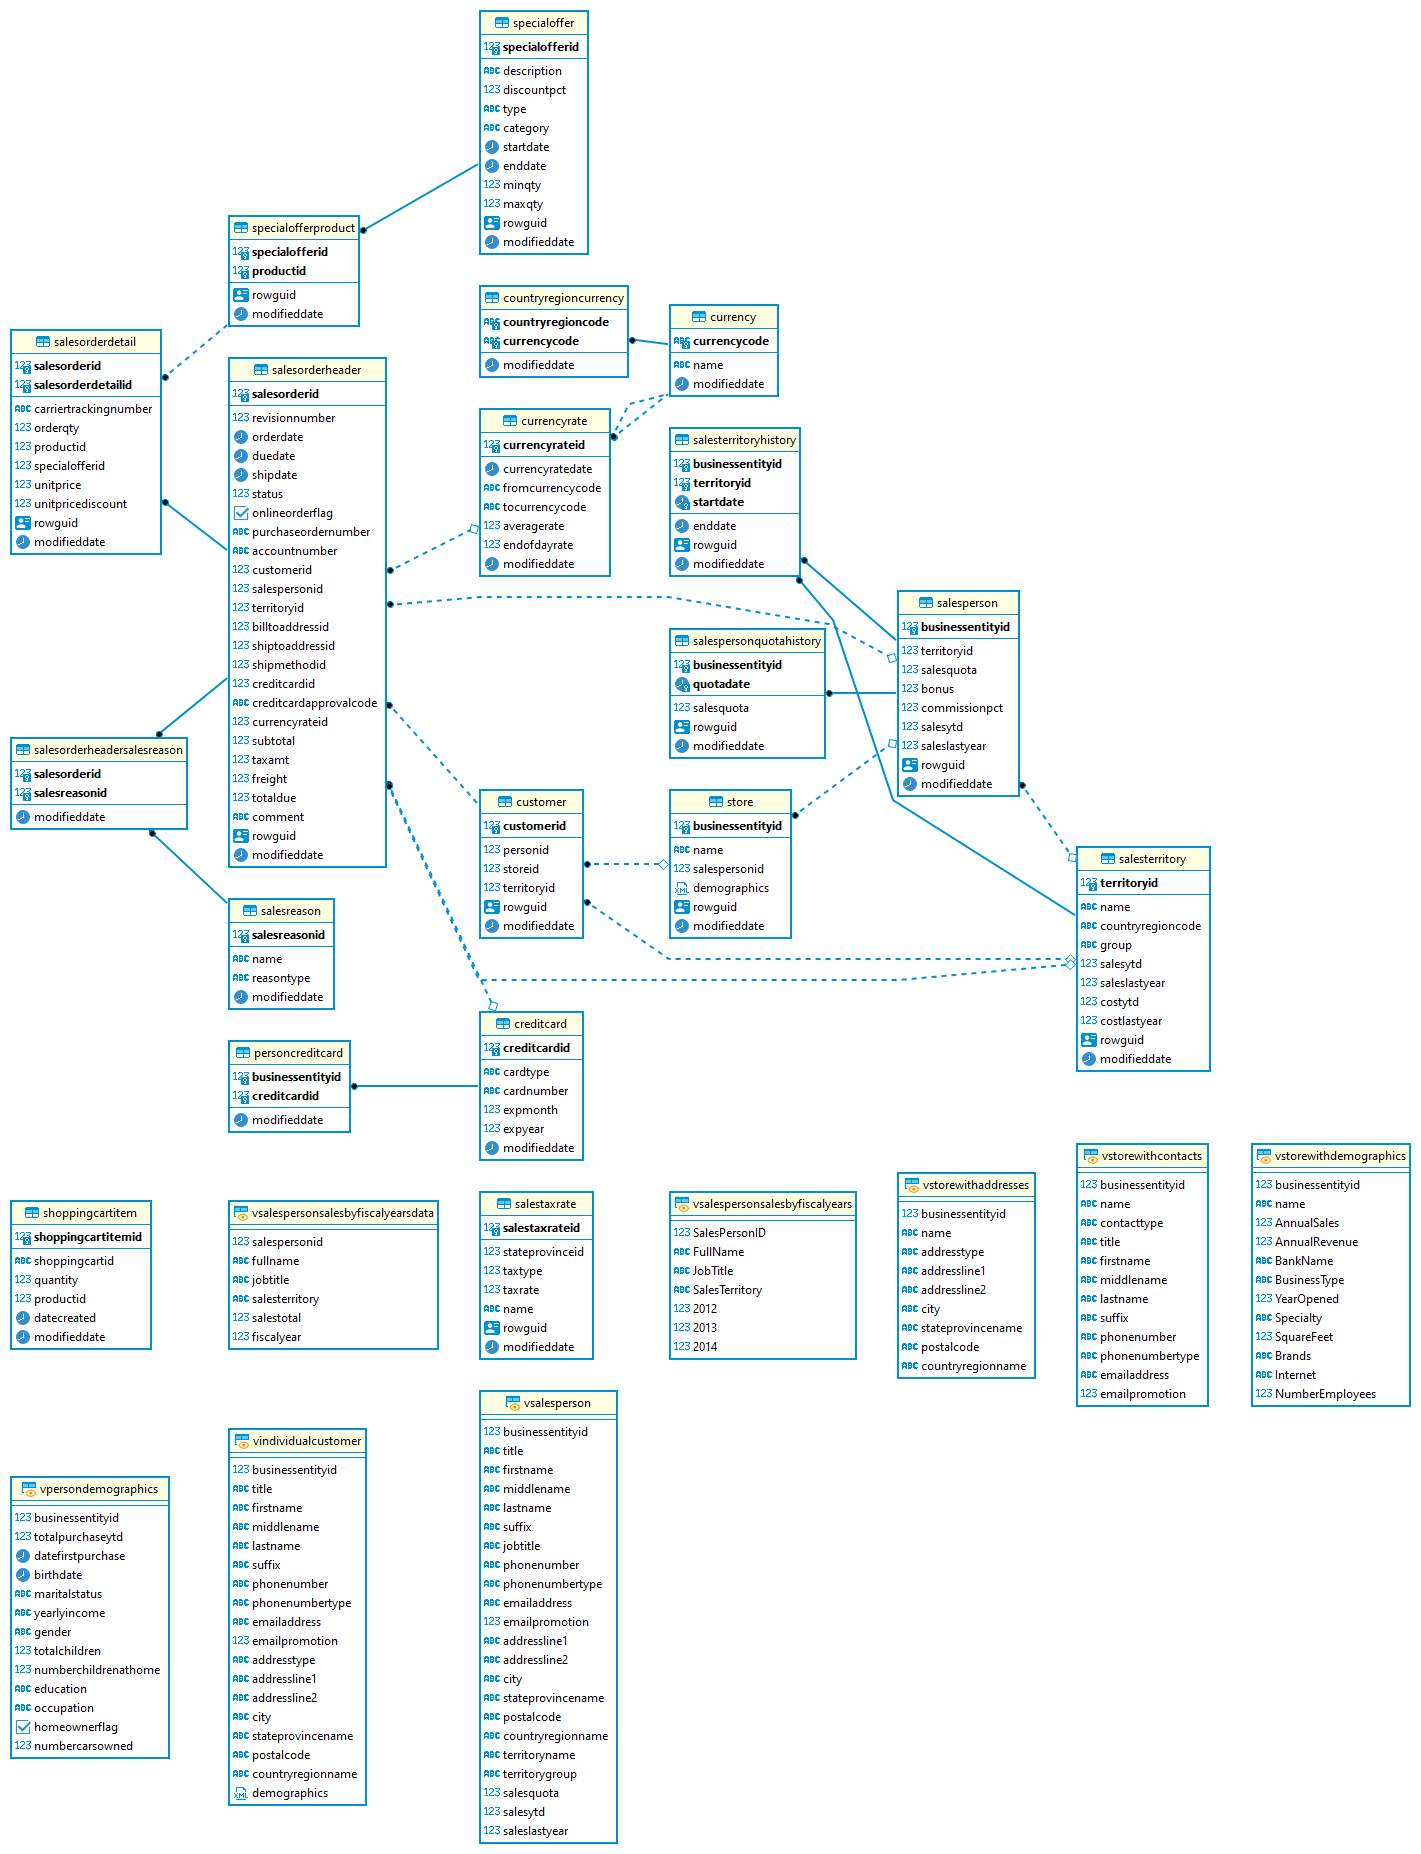 specialoffer
specialofferid
description
discountpct
type
category
startdate
enddate
minqty
maxqty
rowguid
modifieddate
specialofferproduct
specialofferid
productid
rowguid
modifieddate
countryregioncurrency
countryregioncode
currencycode
modifieddate
currency
currencycode
name
modifieddate
salesorderdetail
salesorderid
salesorderdetailid
carriertrackingnumber
orderqty
productid
specialofferid
unitprice
unitpricediscount
rowguid
modifieddate
salesorderheader
salesorderid
revisionnumber
orderdate
duedate
shipdate
status
onlineorderflag
purchaseordernumber
accountnumber
customerid
salespersonid
territoryid
billtoaddressid
shiptoaddressid
shipmethodid
creditcardid
creditcardapprovalcode
currencyrateid
subtotal
taxamt
freight
totaldue
comment
rowguid
modifieddate
currencyrate
currencyrateid
currencyratedate
fromcurrencycode
tocurrencycode
averagerate
endofdayrate
modifieddate
salesterritoryhistory
businessentityid
territoryid
startdate
enddate
rowguid
modifieddate
salesperson
businessentityid
territoryid
salesquota
bonus
commissionpct
salesytd
saleslastyear
rowguid
modifieddate
salespersonquotahistory
businessentityid
quotadate
salesquota
rowguid
modifieddate
salesorderheadersalesreason
salesorderid
salesreasonid
modifieddate
customer
customerid
personid
storeid
territoryid
rowguid
modifieddate
store
businessentityid
name
salespersonid
demographics
rowguid
modifieddate
salesterritory
territoryid
name
countryregioncode
group
salesytd
saleslastyear
costytd
costlastyear
rowguid
modifieddate
salesreason
salesreasonid
name
reasontype
modifieddate
creditcard
creditcardid
cardtype
cardnumber
expmonth
expyear
modifieddate
personcreditcard
businessentityid
creditcardid
modifieddate
shoppingcartitem
shoppingcartitemid
shoppingcartid
quantity
productid
datecreated
modifieddate
vsalespersonsalesbyfiscalyearsdata
salespersonid
fullname
jobtitle
salesterritory
salestotal
fiscalyear
salestaxrate
salestaxrateid
stateprovinceid
taxtype
taxrate
name
rowguid
modifieddate
vsalespersonsalesbyfiscalyears
SalesPersonID
FullName
JobTitle
SalesTerritory
2012
2013
2014
vstorewithaddresses
businessentityid
name
addresstype
addressline1
addressline2
city
stateprovincename
postalcode
countryregionname
vstorewithcontacts
businessentityid
name
contacttype
title
firstname
middlename
lastname
suffix
phonenumber
phonenumbertype
emailaddress
emailpromotion
vstorewithdemographics
businessentityid
name
AnnualSales
AnnualRevenue
BankName
BusinessType
YearOpened
Specialty
SquareFeet
Brands
Internet
NumberEmployees
vpersondemographics
businessentityid
totalpurchaseytd
datefirstpurchase
birthdate
maritalstatus
yearlyincome
gender
totalchildren
numberchildrenathome
education
occupation
homeownerflag
numbercarsowned
vindividualcustomer
businessentityid
title
firstname
middlename
lastname
suffix
phonenumber
phonenumbertype
emailaddress
emailpromotion
addresstype
addressline1
addressline2
city
stateprovincename
postalcode
countryregionname
demographics
vsalesperson
businessentityid
title
firstname
middlename
lastname
suffix
jobtitle
phonenumber
phonenumbertype
emailaddress
emailpromotion
addressline1
addressline2
city
stateprovincename
postalcode
countryregionname
territoryname
territorygroup
salesquota
salesytd
saleslastyear